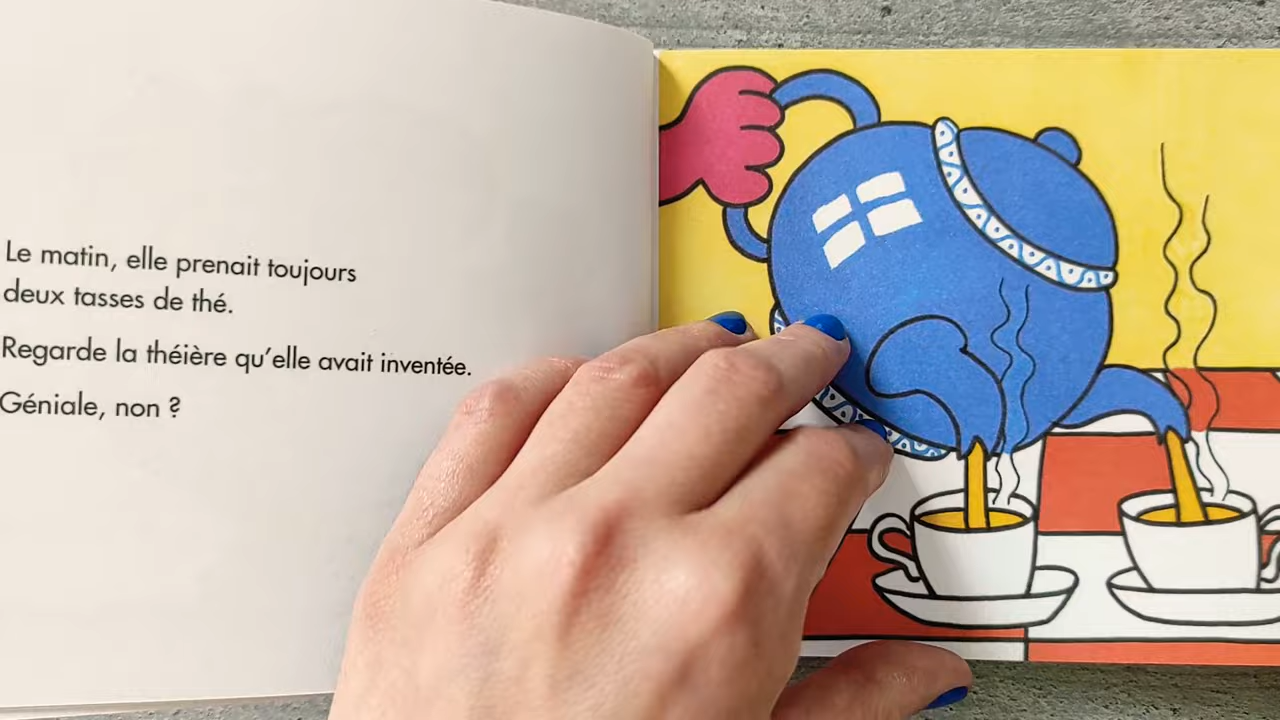 Le matin, elle prenait toujours
deux tasses de thé.
Regarde la théière qu’elle avait inventée.
Géniale, non ?